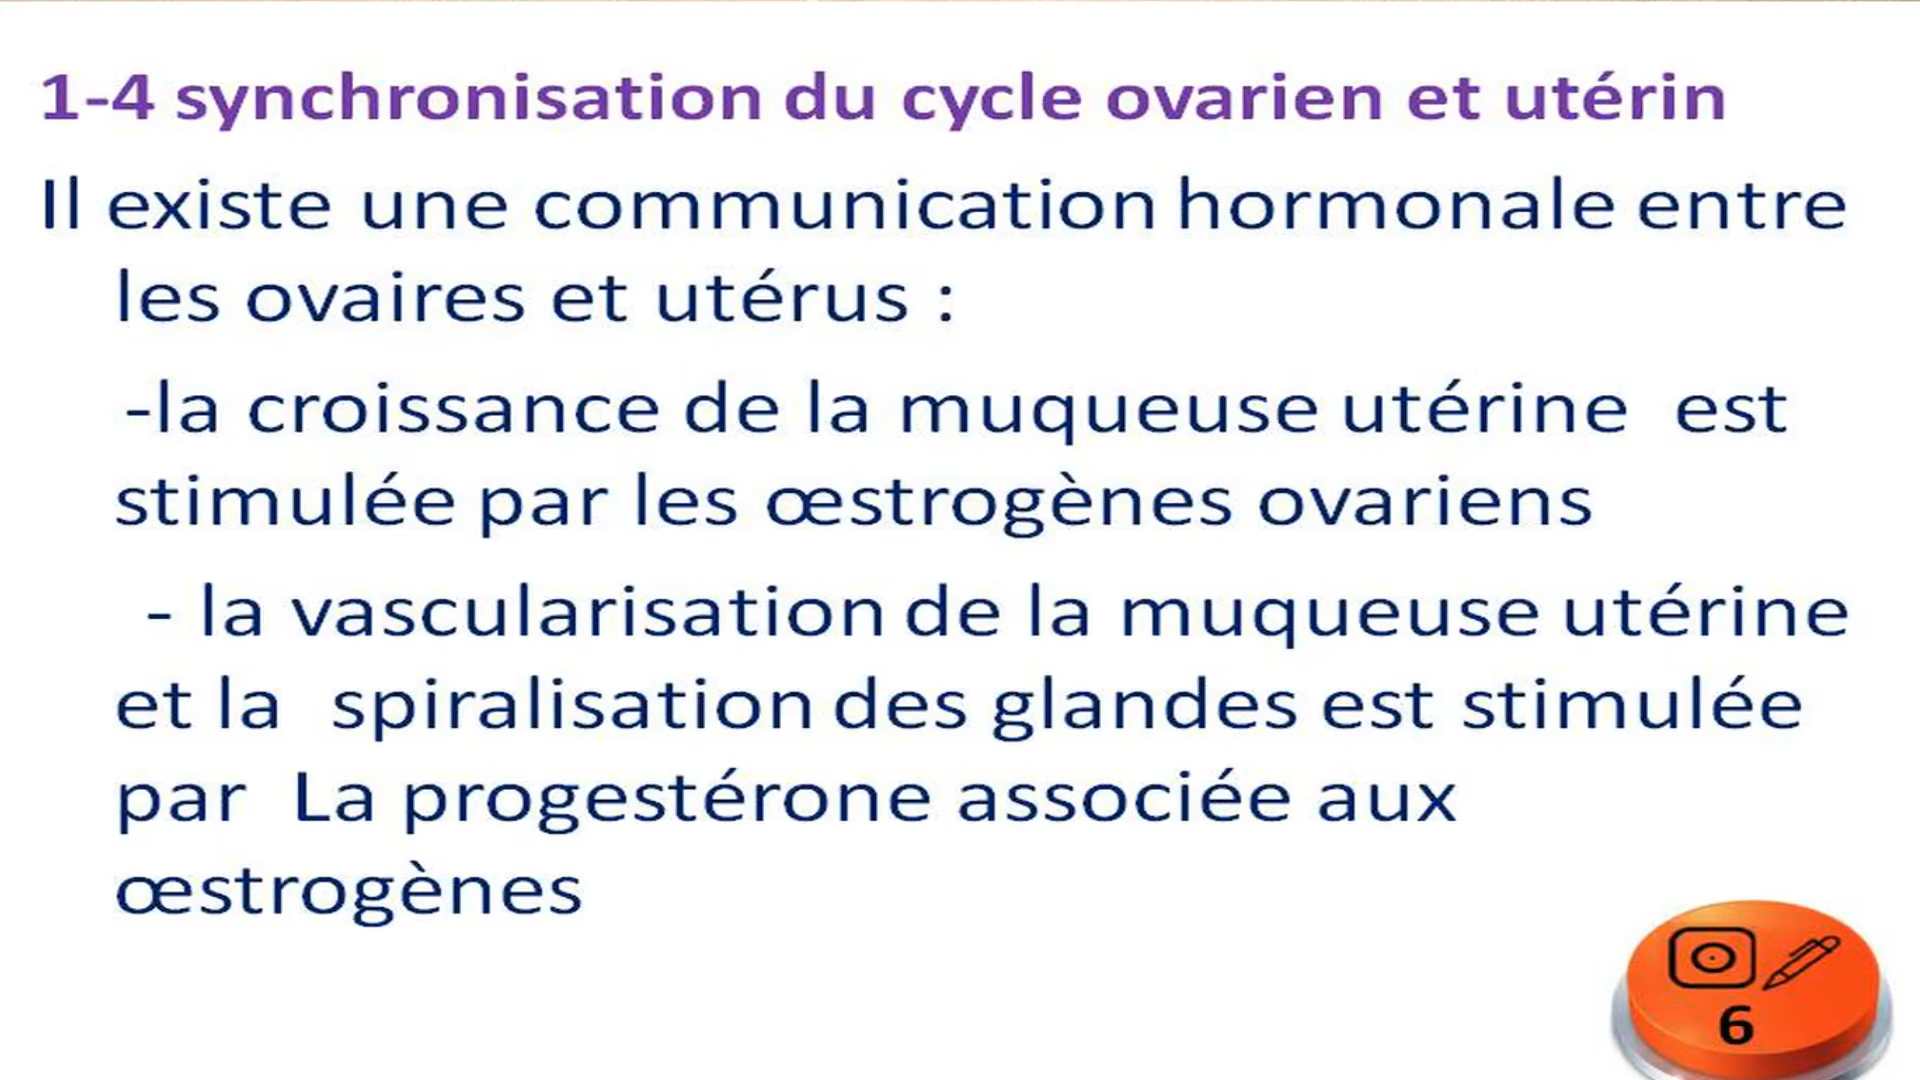 1-4 synchronisation du cycle ovarien et utérin
Il existe une communication hormonale entre
les ovaires et utérus :
-la croissance de la muqueuse utérine est
stimulée par les œstrogènes ovariens
- la vascularisation de la muqueuse utérine
et la spiralisation des glandes est stimulée
par La progestérone associée aux
œstrogènes
6